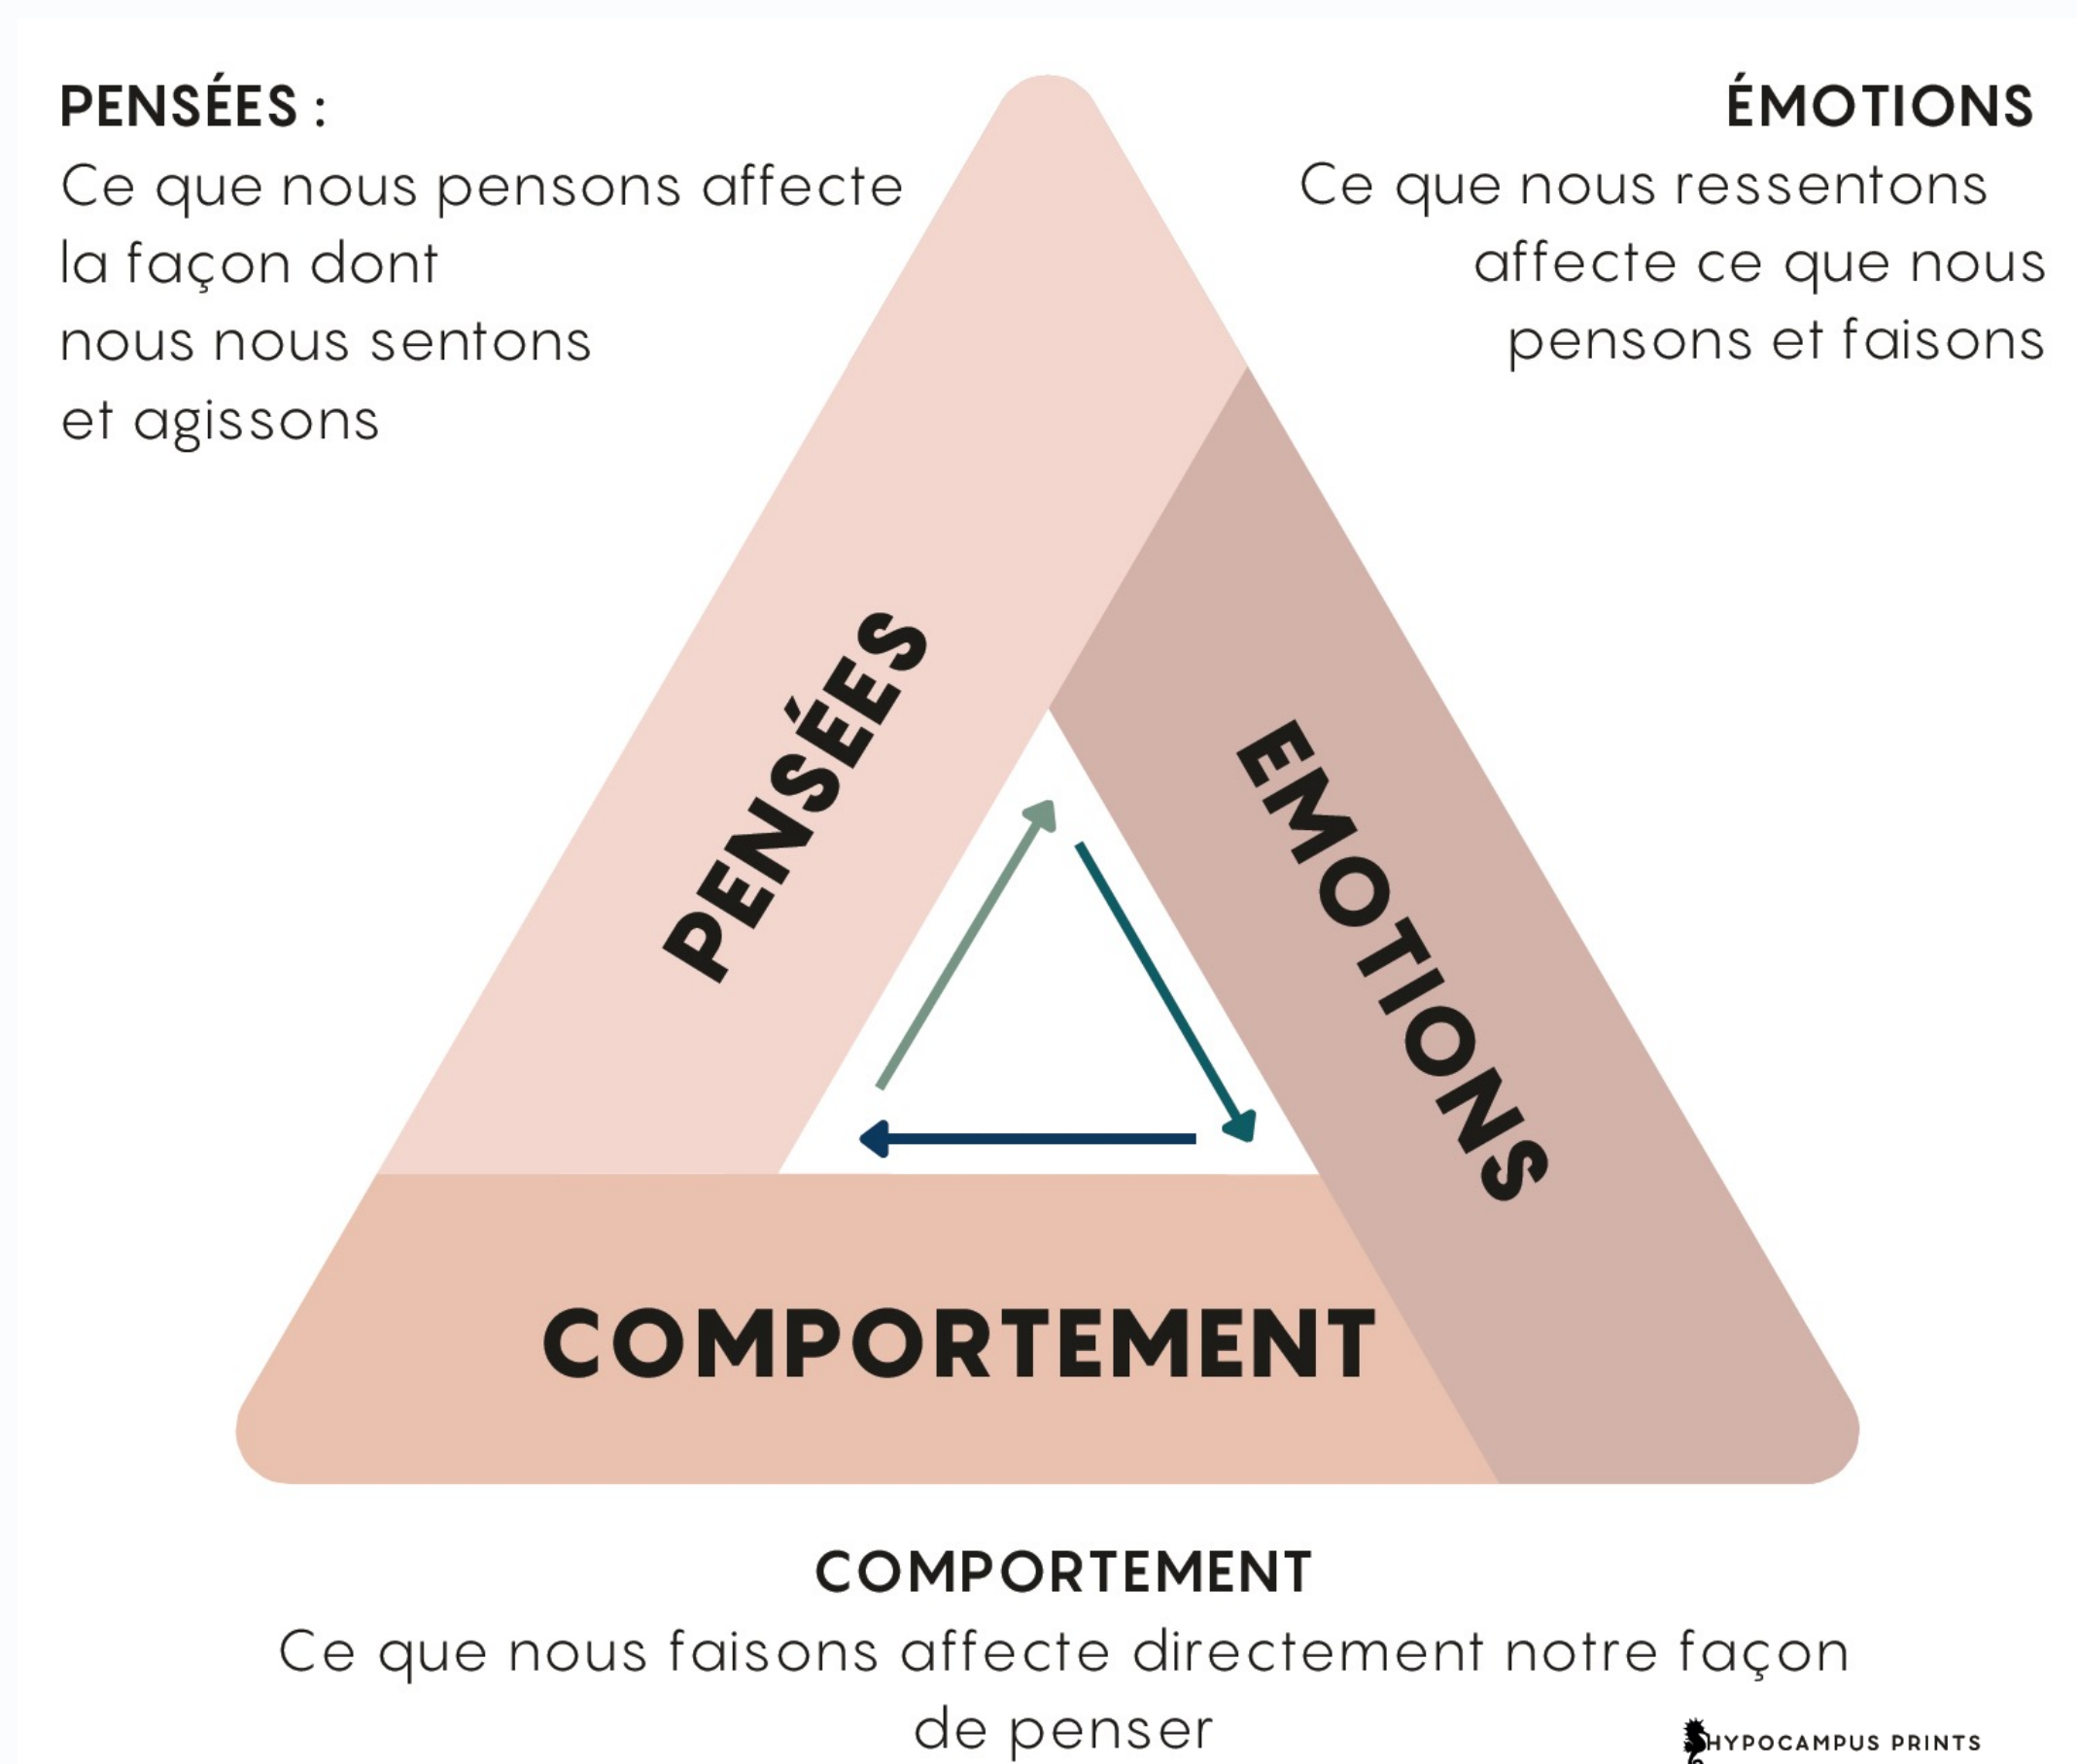 PENSÉES :
Ce que nous pensons affecte
la façon dont
nous nous sentons
et agissons
ÉMOTIONS
Ce que nous ressentons
affecte ce que nous
pensons et faisons
PENSÉES
EMOTIONS
COMPORTEMENT
COMPORTEMENT
Ce que nous faisons affecte directement notre façon
de penser
HYPOCAMPUS PRINTS